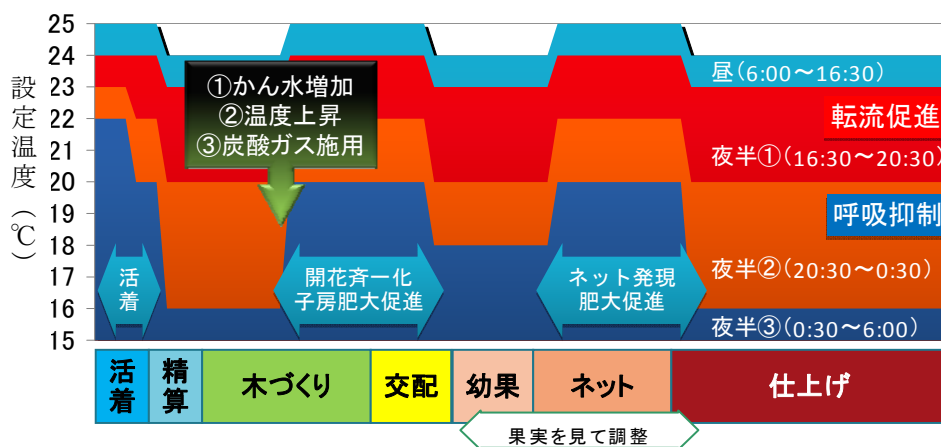 設定温度(℃)
25
24
23
22
21
20
19
18
17
16
15
①かん水増加
②温度上昇
③炭酸ガス施用
昼(6:00～16:30)
転流促進
夜半①(16:30～20:30)
呼吸抑制
夜半②(20:30～0:30)
夜半③(0:30～6:00)
活着
開花斉一化
子房肥大促進
ネット発現
肥大促進
活着
精算
木づくり
交配
幼果
ネット
仕上げ
果実を見て調整